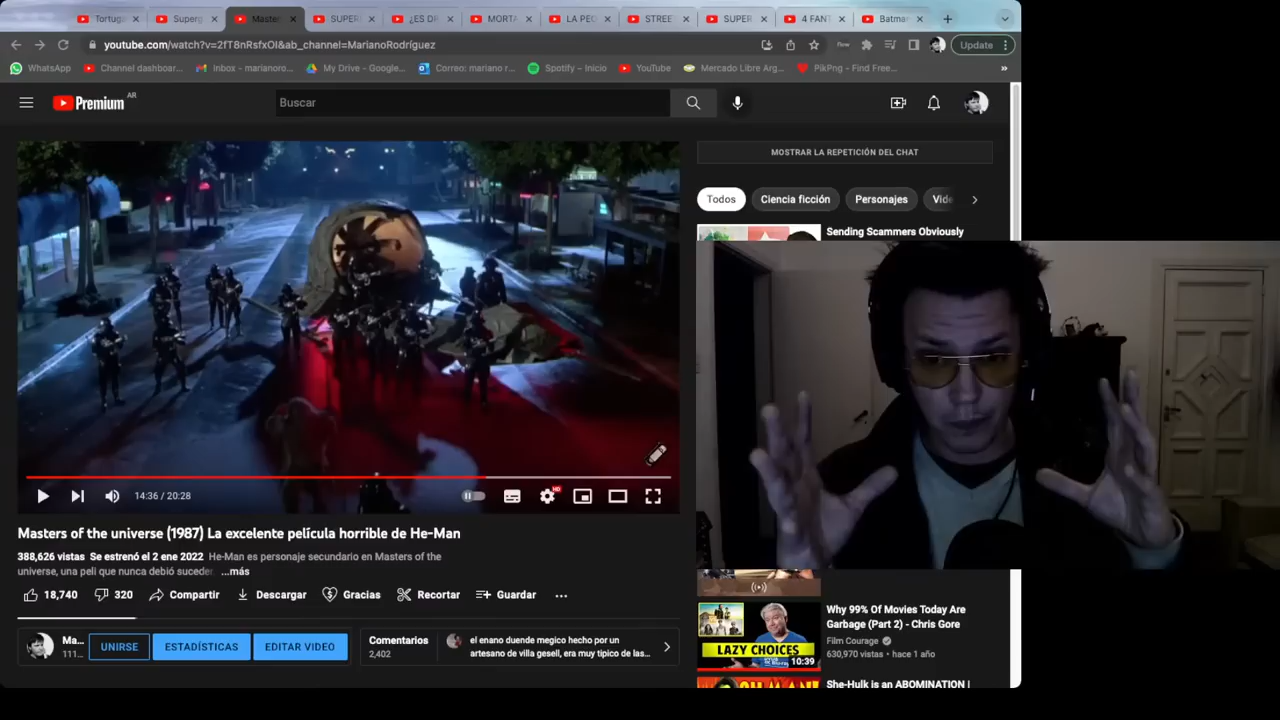 Tortug
Superg
Maste
SUPER
¿ES DF
MORTA
LA PEO
STREE
SUPER
4 FANT
Batma
youtube.com/watch?v=2fT8nRsfxOI&ab_channel=MarianoRodríguez
Update
WhatsApp
Channel dashboar...
Inbox - marianoro...
My Drive - Google...
Correo: mariano r...
Spotify – Inicio
YouTube
Mercado Libre Arg...
PikPng - Find Free...
»
Premium AR
Buscar
MOSTRAR LA REPETICIÓN DEL CHAT
Todos
Ciencia ficción
Personajes
Vide
Sending Scammers Obviously
14:36 / 20:28
HD
Masters of the universe (1987) La excelente película horrible de He-Man
388,626 vistas Se estrenó el 2 ene 2022 He-Man es personaje secundario en Masters of the
universe, una peli que nunca debió suceder ...más
18,740
320
Compartir
Descargar
Gracias
Recortar
Guardar
Ma...
111...
UNIRSE
ESTADÍSTICAS
EDITAR VIDEO
Comentarios
2,402
el enano duende megico hecho por un
artesano de villa gesell, era muy tipico de las...
LAZY CHOICES
10:39
Why 99% Of Movies Today Are
Garbage (Part 2) - Chris Gore
Film Courage
630,970 vistas • hace 1 año
She-Hulk is an ABOMINATION |